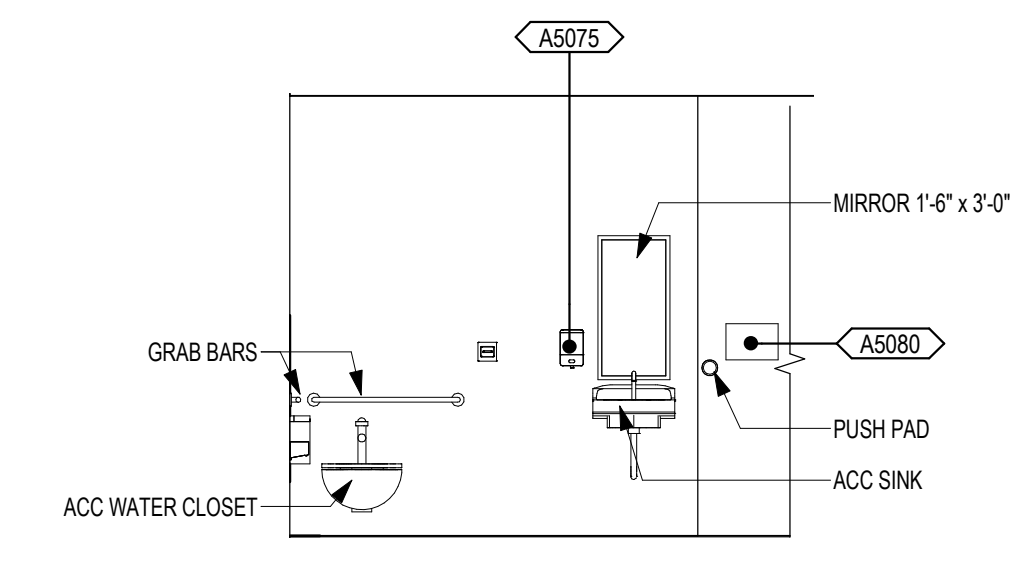 A5075
MIRROR 1'-6" x 3'-0"
GRAB BARS
A5080
PUSH PAD
ACC SINK
ACC WATER CLOSET